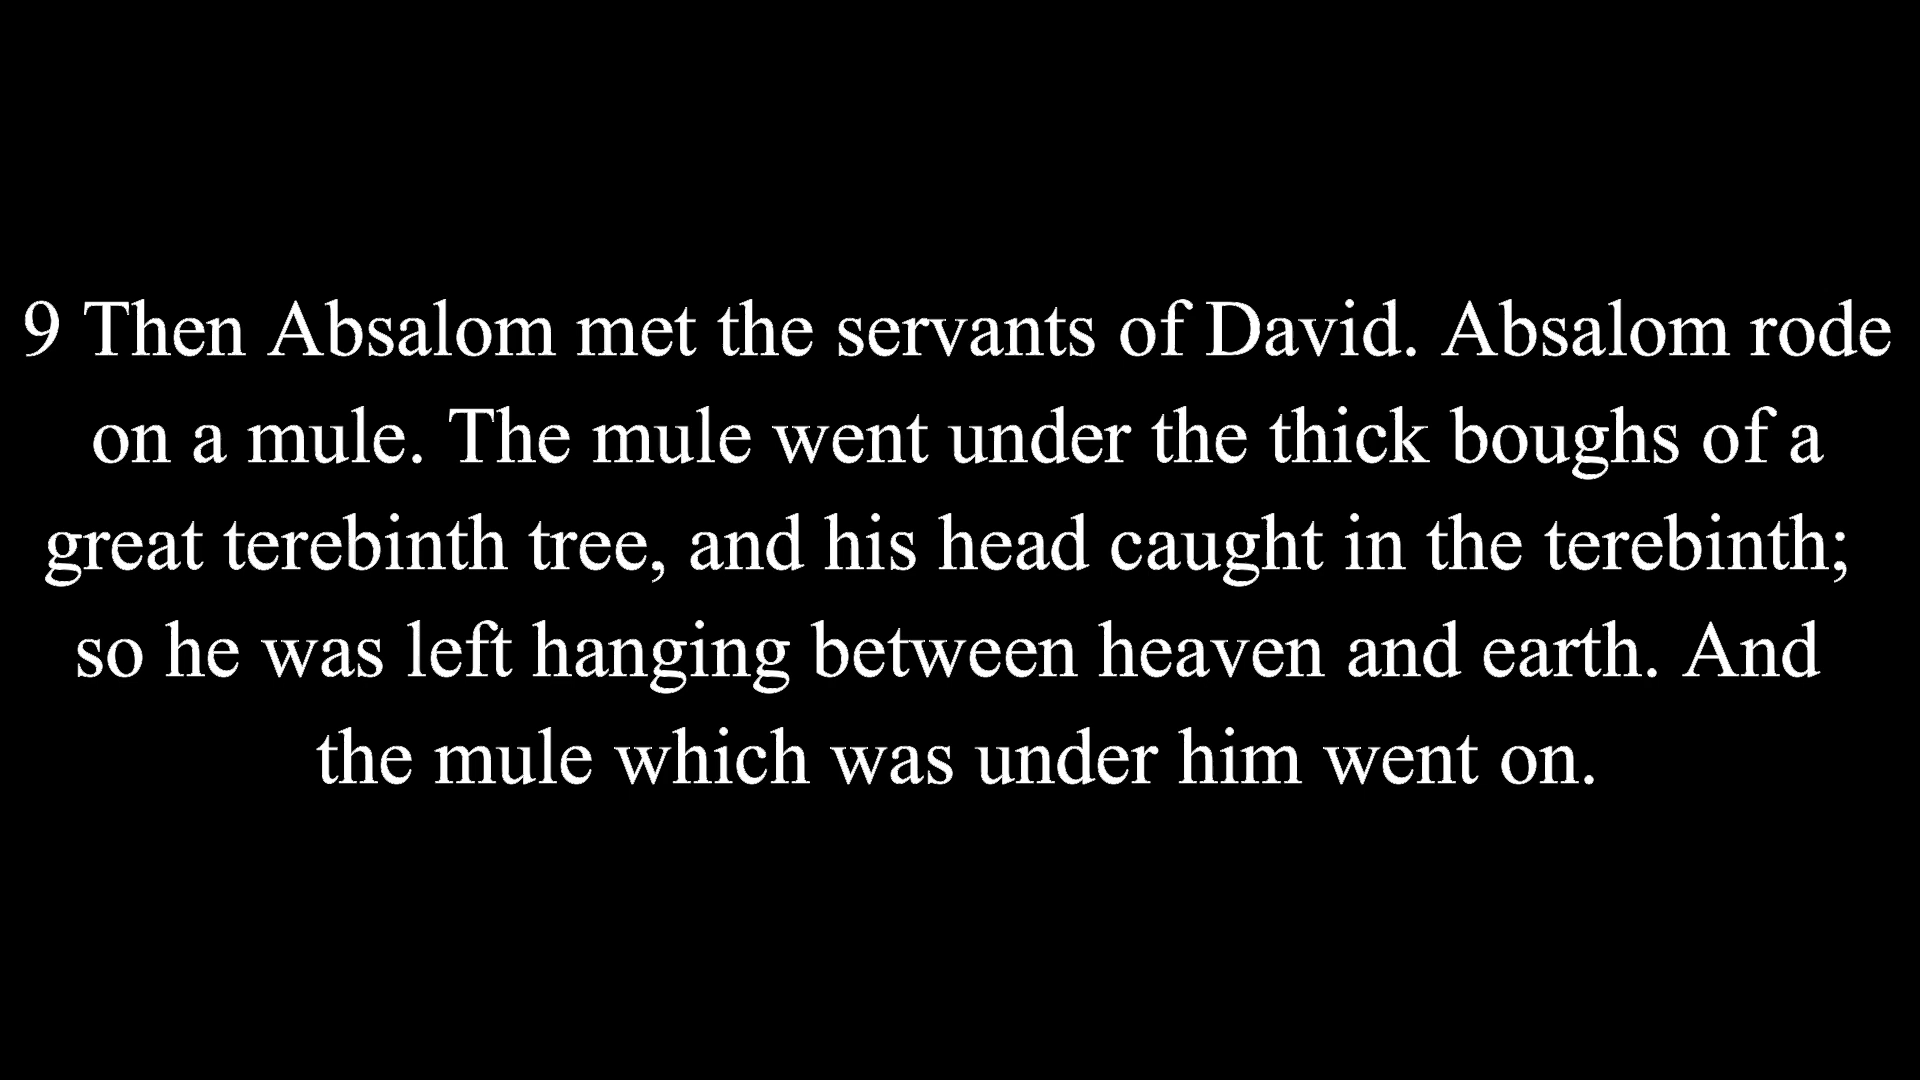 9 Then Absalom met the servants of David. Absalom rode
on a mule. The mule went under the thick boughs of a
great terebinth tree, and his head caught in the terebinth;
so he was left hanging between heaven and earth. And
the mule which was under him went on.